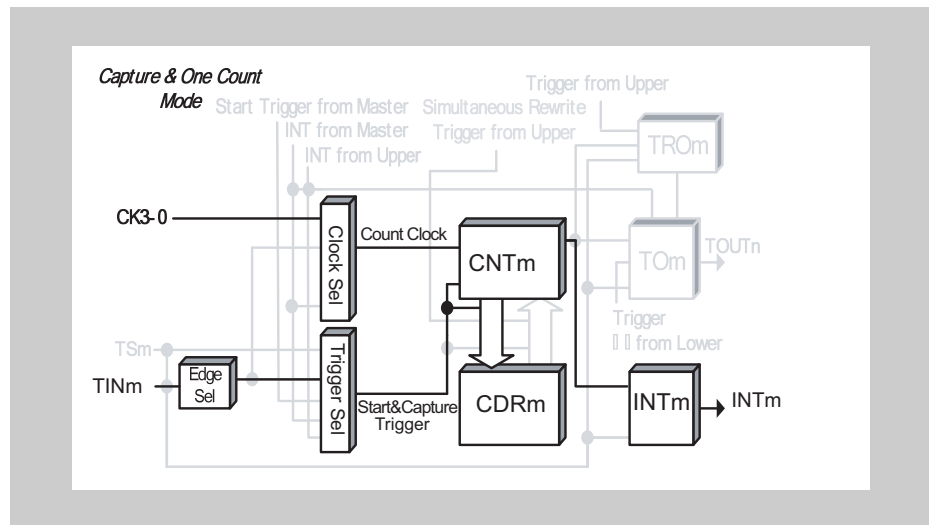 Capture & One Count
Mode
Trigger from Upper
Start Trigger from Master
Simultaneous Rewrite
INT from Master
Trigger from Upper
INT from Upper
TROm
CK3-0
Clock Sel
Count Clock
CNTm
TOm
TOUTn
Trigger
from Lower
TSm
TINm
Edge
Sel
Trigger Sel
Start&Capture
Trigger
CDRm
INTm
INTm